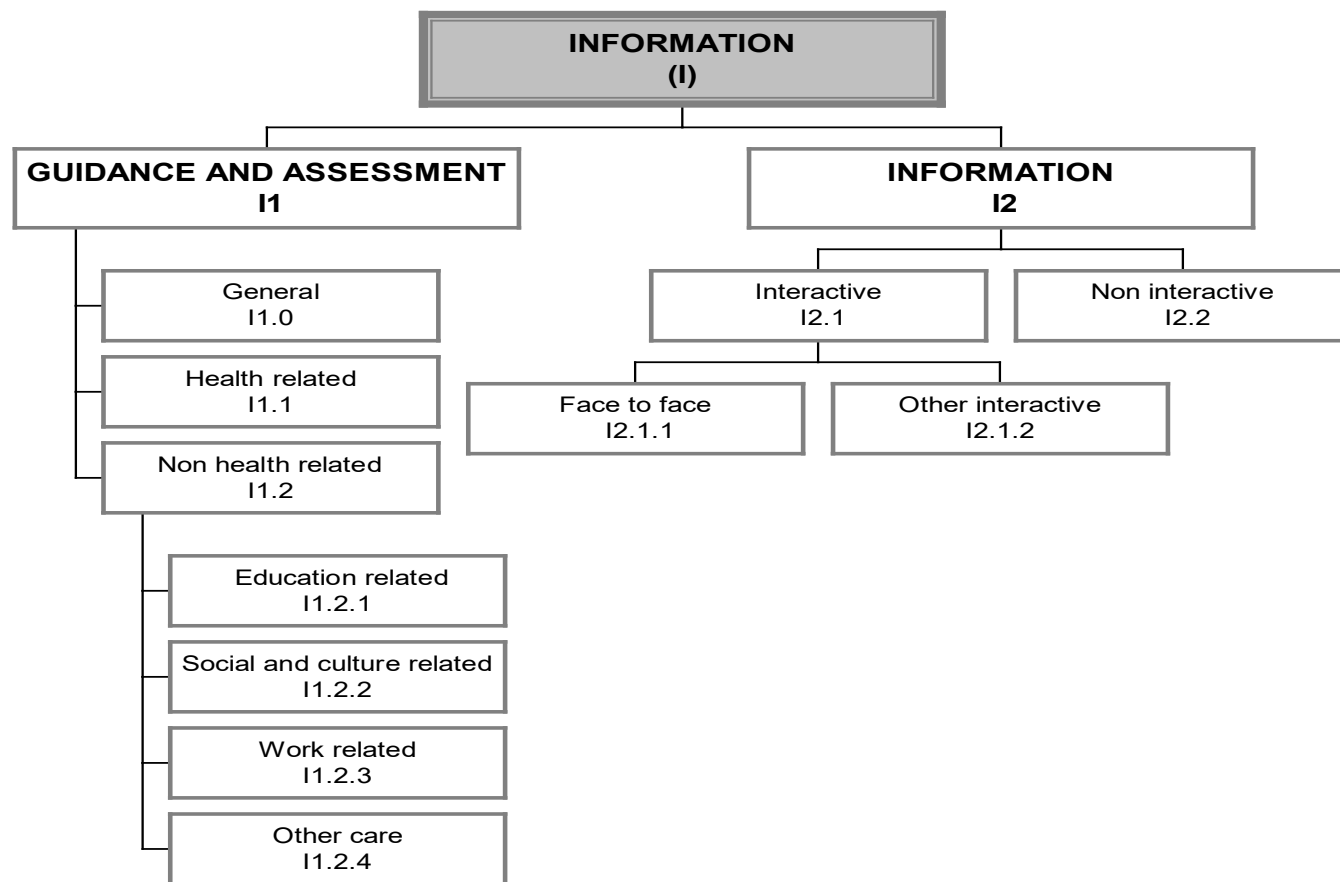 INFORMATION
(I)
GUIDANCE AND ASSESSMENT
I1
INFORMATION
I2
General
I1.0
Health related
I1.1
Non health related
I1.2
Education related
I1.2.1
Social and culture related
I1.2.2
Work related
I1.2.3
Other care
I1.2.4
Interactive
I2.1
Non interactive
I2.2
Face to face
I2.1.1
Other interactive
I2.1.2